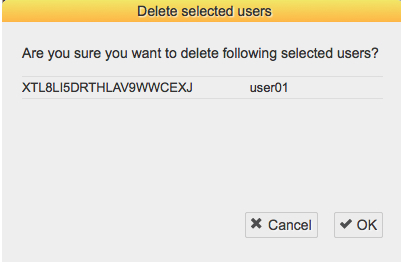 Delete selected users
Are you sure you want to delete following selected users?
XTL8LI5DRTHLAV9WWCEXJ user01
Cancel OK